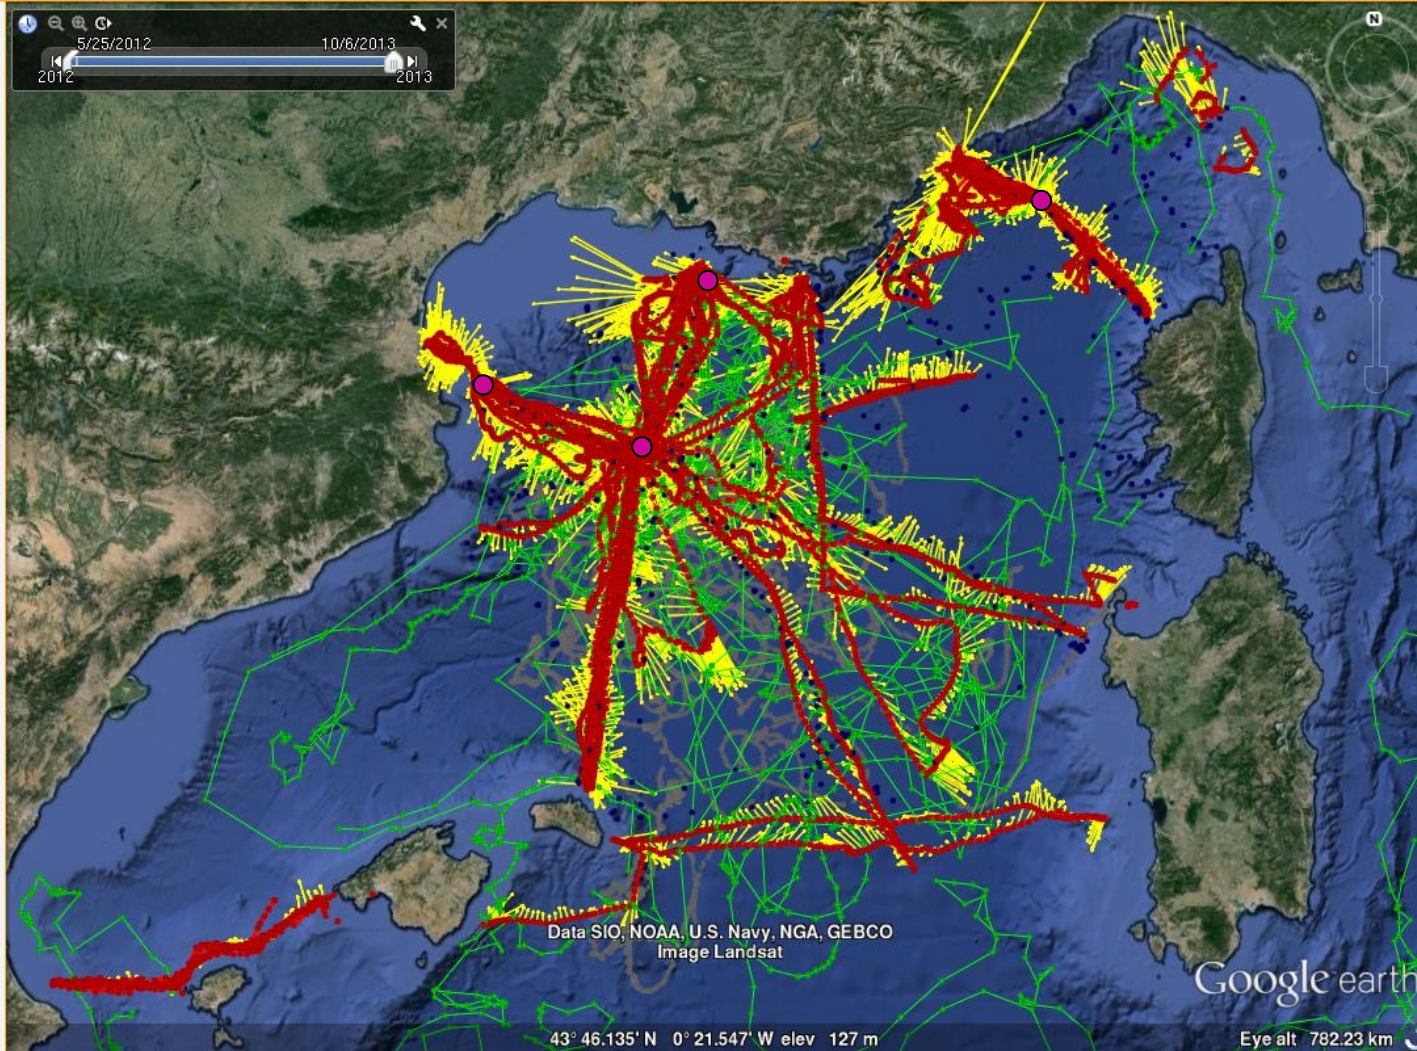 5/25/2012 10/6/2013
2012 2013
N
Data SIO, NOAA, U.S. Navy, NGA, GEBCO
Image Landsat
Google earth
43° 46.135' N 0° 21.547' W elev 127 m
Eye alt 782.23 km